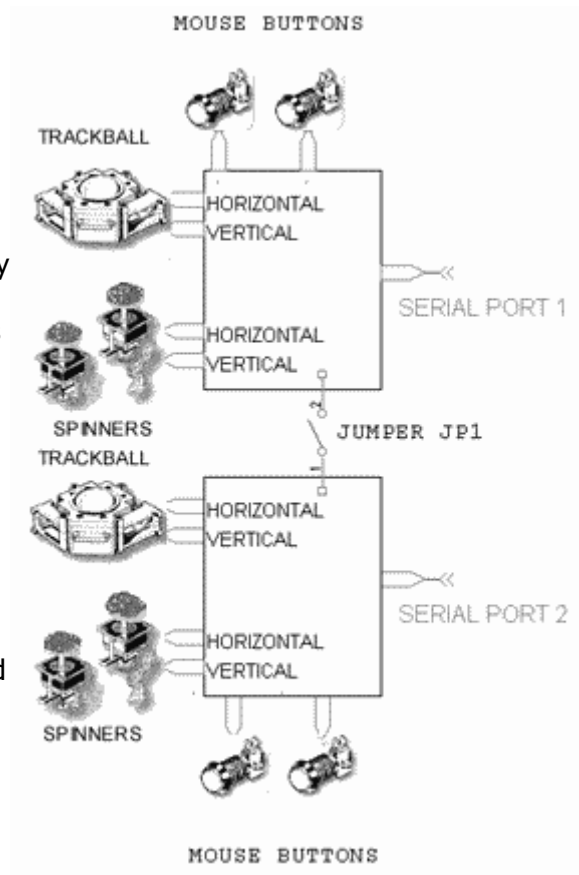 MOUSE BUTTONS
TRACKBALL
HORIZONTAL
VERTICAL
y
SERIAL PORT 1
HORIZONTAL
VERTICAL
SPINNERS
2
JUMPER JP1
1
TRACKBALL
HORIZONTAL
VERTICAL
SERIAL PORT 2
HORIZONTAL
VERTICAL
d
SPINNERS
MOUSE BUTTONS